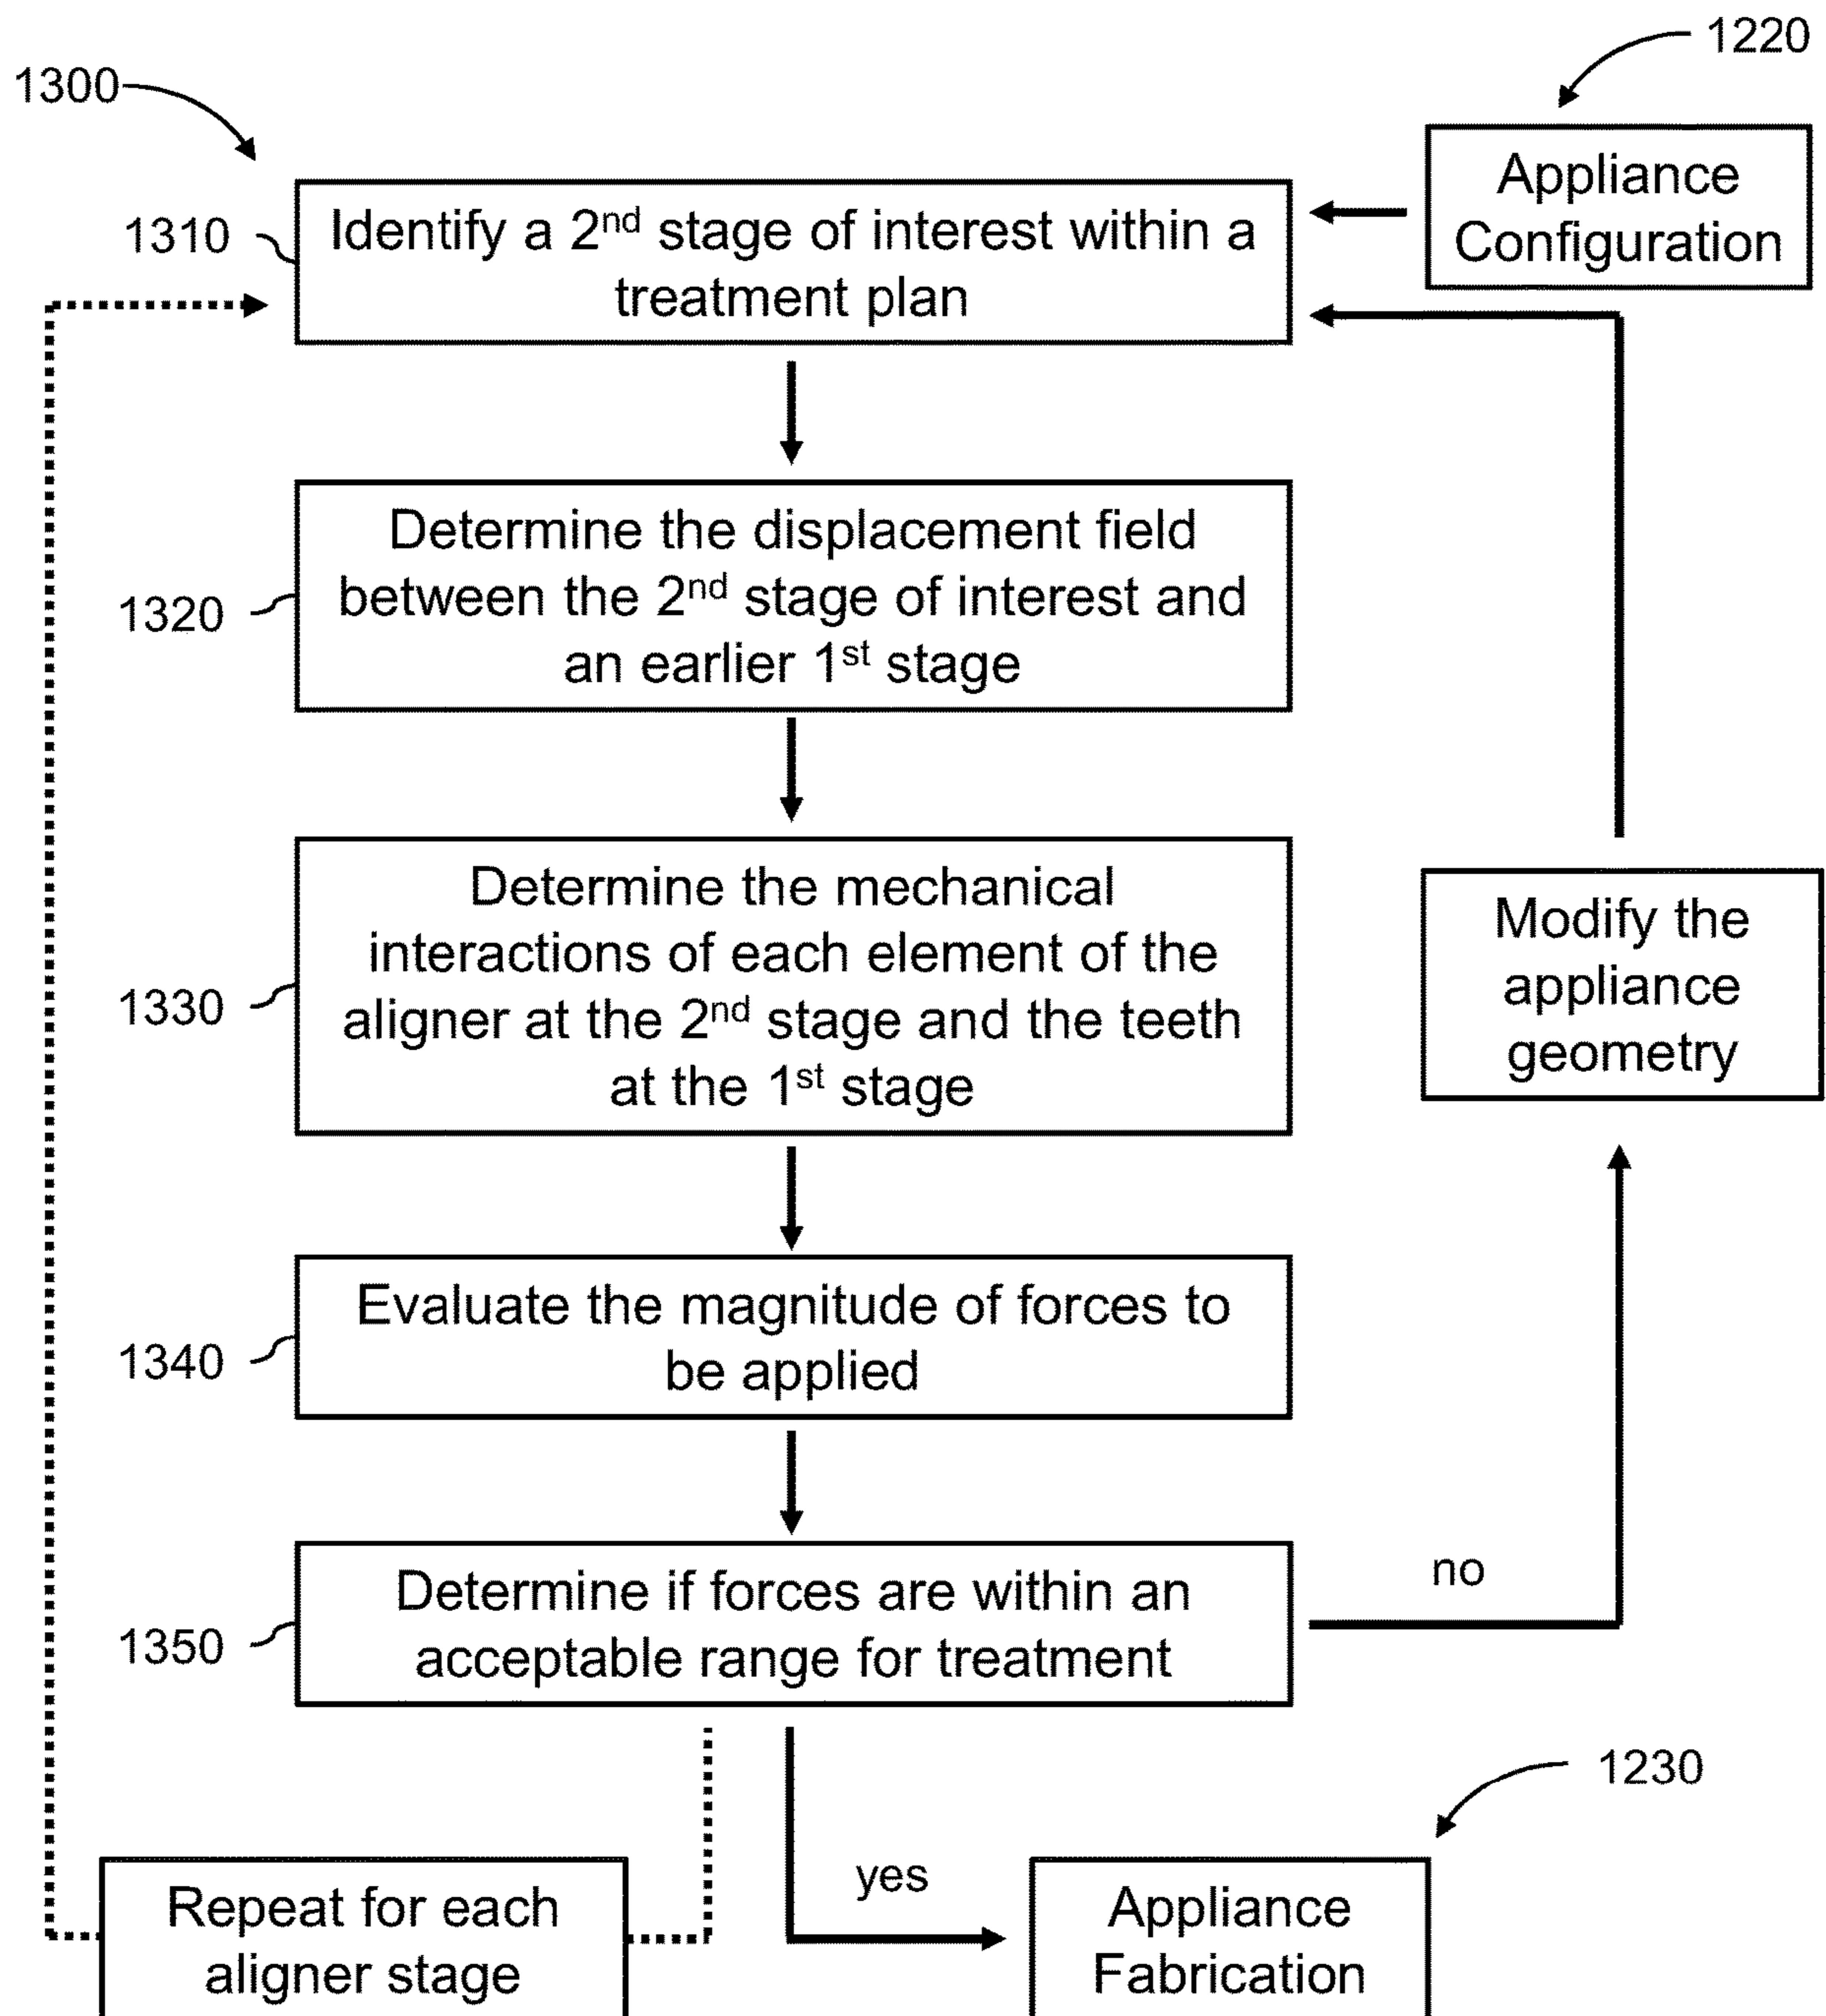 1220
1300
Appliance
Configuration
1310
Identify a 2nd stage of interest within a
treatment plan
Determine the displacement field
between the 2nd stage of interest and
an earlier 1st stage
1320
Determine the mechanical
interactions of each element of the
aligner at the 2nd stage and the teeth
at the 1st stage
1330
Modify the
appliance
geometry
Evaluate the magnitude of forces to
be applied
1340
Determine if forces are within an
acceptable range for treatment
1350
no
1230
yes
Repeat for each
aligner stage
Appliance
Fabrication